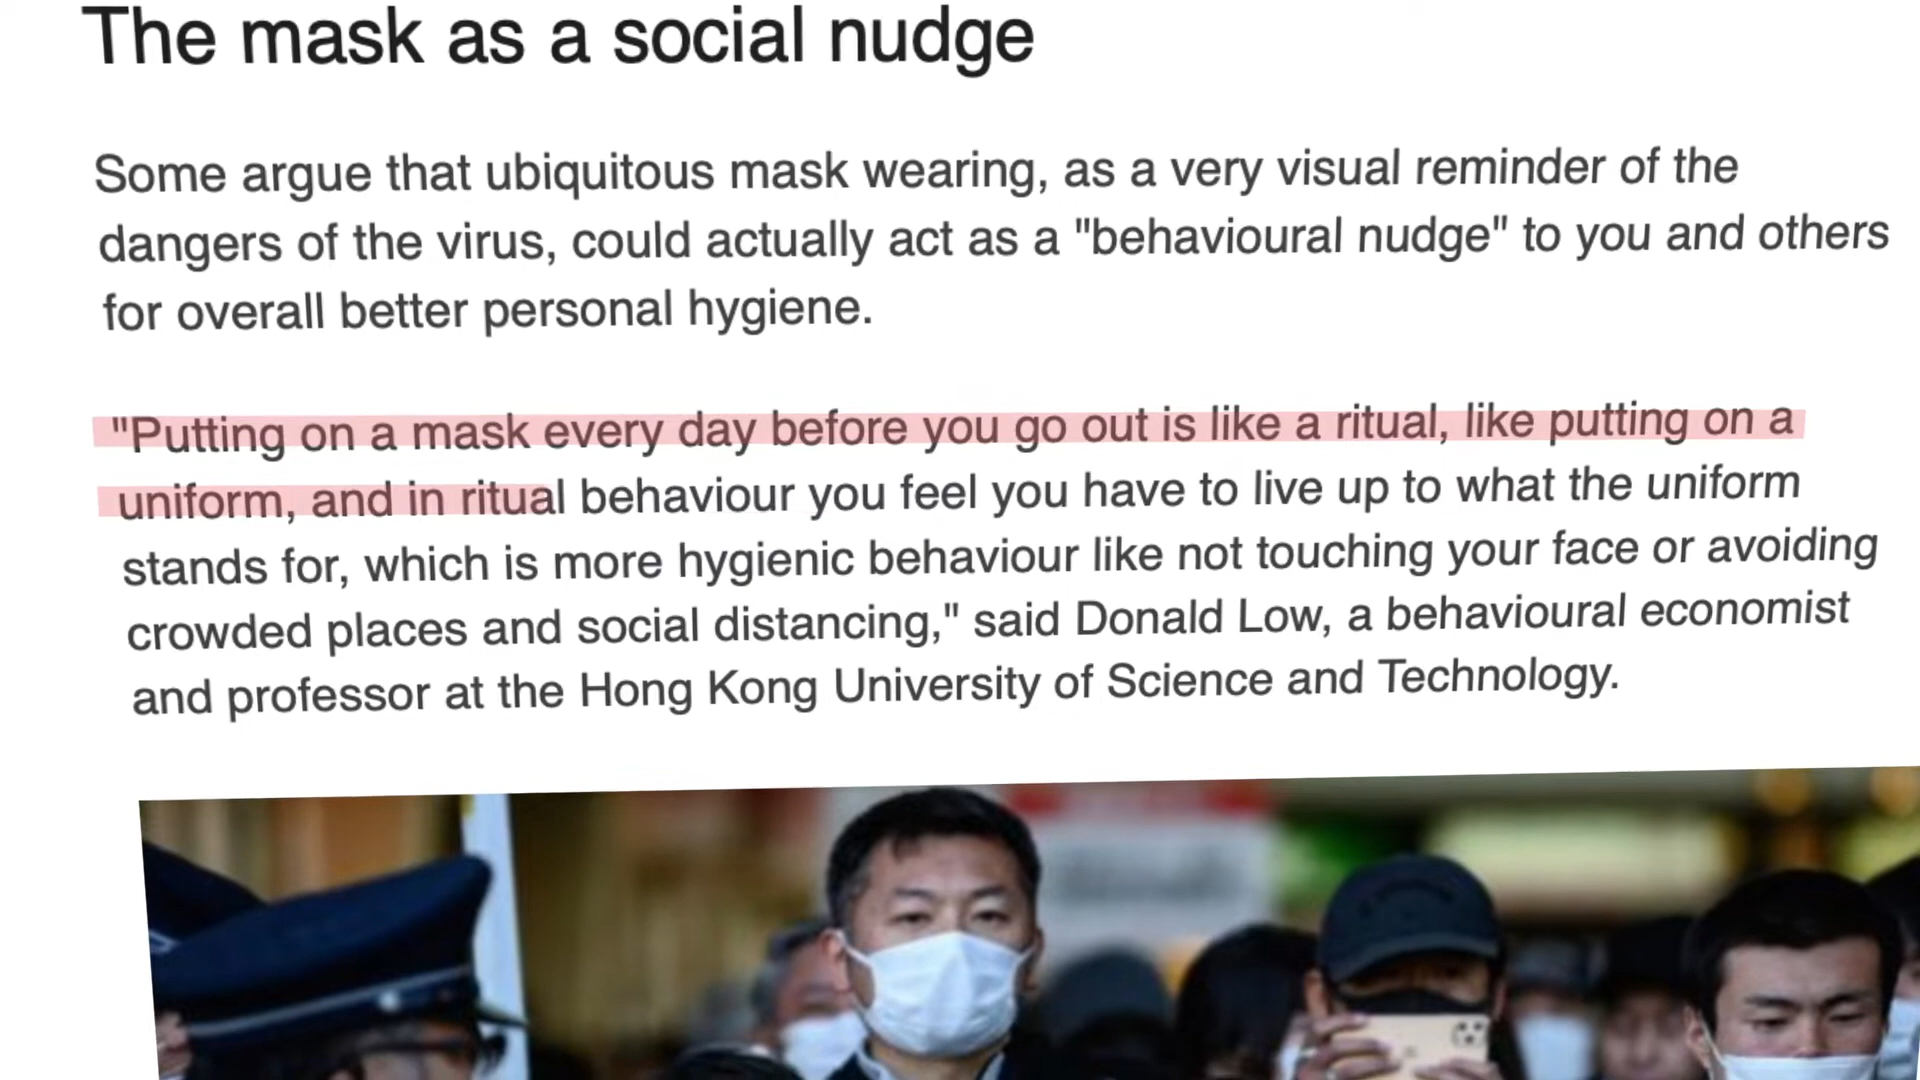 The mask as a social nudge
Some argue that ubiquitous mask wearing, as a very visual reminder of the
dangers of the virus, could actually act as a "behavioural nudge" to you and others
for overall better personal hygiene.
"Putting on a mask every day before you go out is like a ritual, like putting on a
uniform, and in ritual behaviour you feel you have to live up to what the uniform
stands for, which is more hygienic behaviour like not touching your face or avoiding
crowded places and social distancing," said Donald Low, a behavioural economist
and professor at the Hong Kong University of Science and Technology.